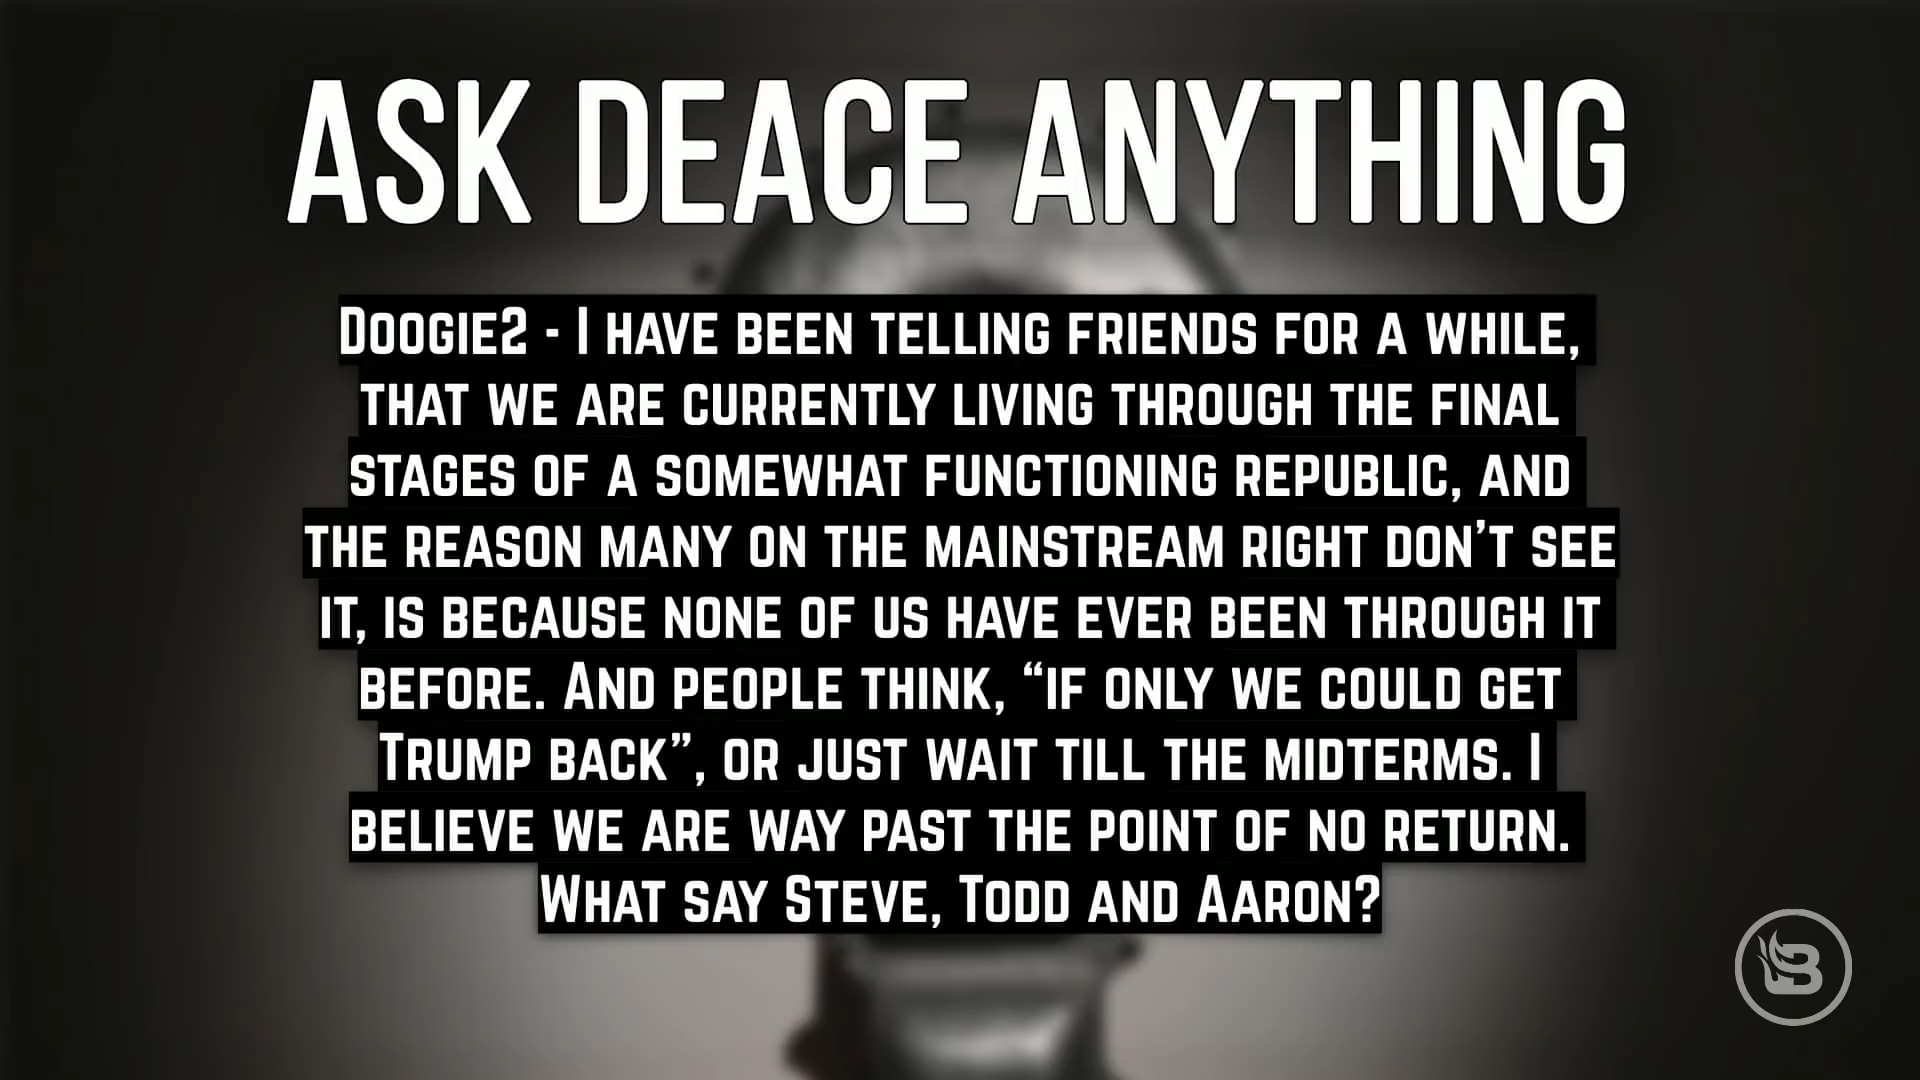 ASK DEACE ANYTHING
Doogie2 - I have been telling friends for a while,
that we are currently living through the final
stages of a somewhat functioning republic, and
the reason many on the mainstream right don't see
it, is because none of us have ever been through it
before. And people think, “if only we could get
Trump back”, or just wait till the midterms. I
believe we are way past the point of no return.
What say Steve, Todd and Aaron?
B